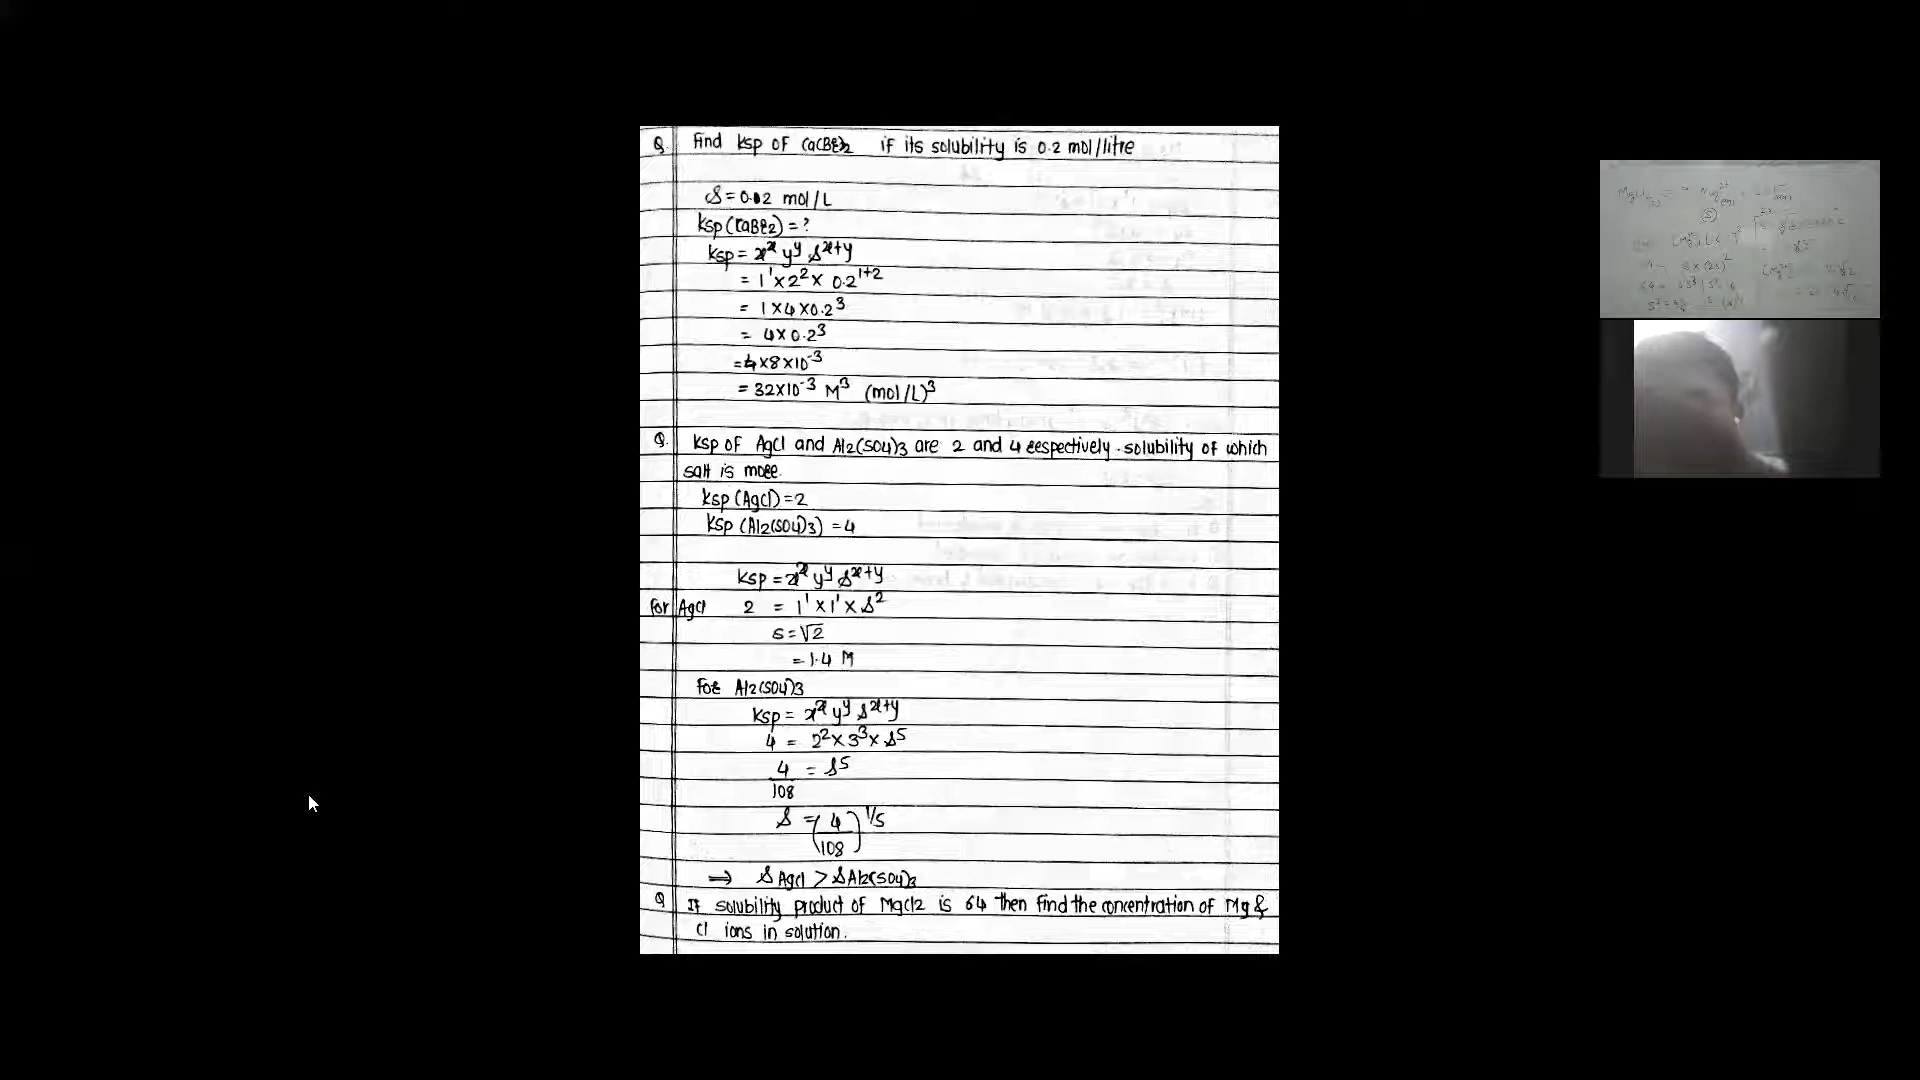 Q. Find Ksp of CaCBr2 if its solubility is 0.2 mol/litre
S = 0.02 mol/L
Ksp (CaBr2) = ?
Ksp = x^x y^y S^x+y
= 1^1 x 2^2 x 0.2^1+2
= 1 x 4 x 0.2^3
= 4 x 0.2^3
= 4 x 8 x 10^-3
= 32 x 10^-3 M^3 (mol/L)^3
Q. Ksp of AgCl and Al2(SO4)3 are 2 and 4 respectively. solubility of which
salt is more.
Ksp (AgCl) = 2
Ksp (Al2(SO4)3) = 4
Ksp = x^x y^y S^x+y
For AgCl 2 = 1^1 x 1^1 x S^2
S = √2
= 1.4 M
For Al2(SO4)3
Ksp = x^x y^y S^x+y
4 = 2^2 x 3^3 x S^5
4/108 = S^5
S = (4/108)^1/5
⇒ S AgCl > S Al2(SO4)3
Q If solubility product of MgCl2 is 64 then find the concentration of Mg &
Cl ions in solution.